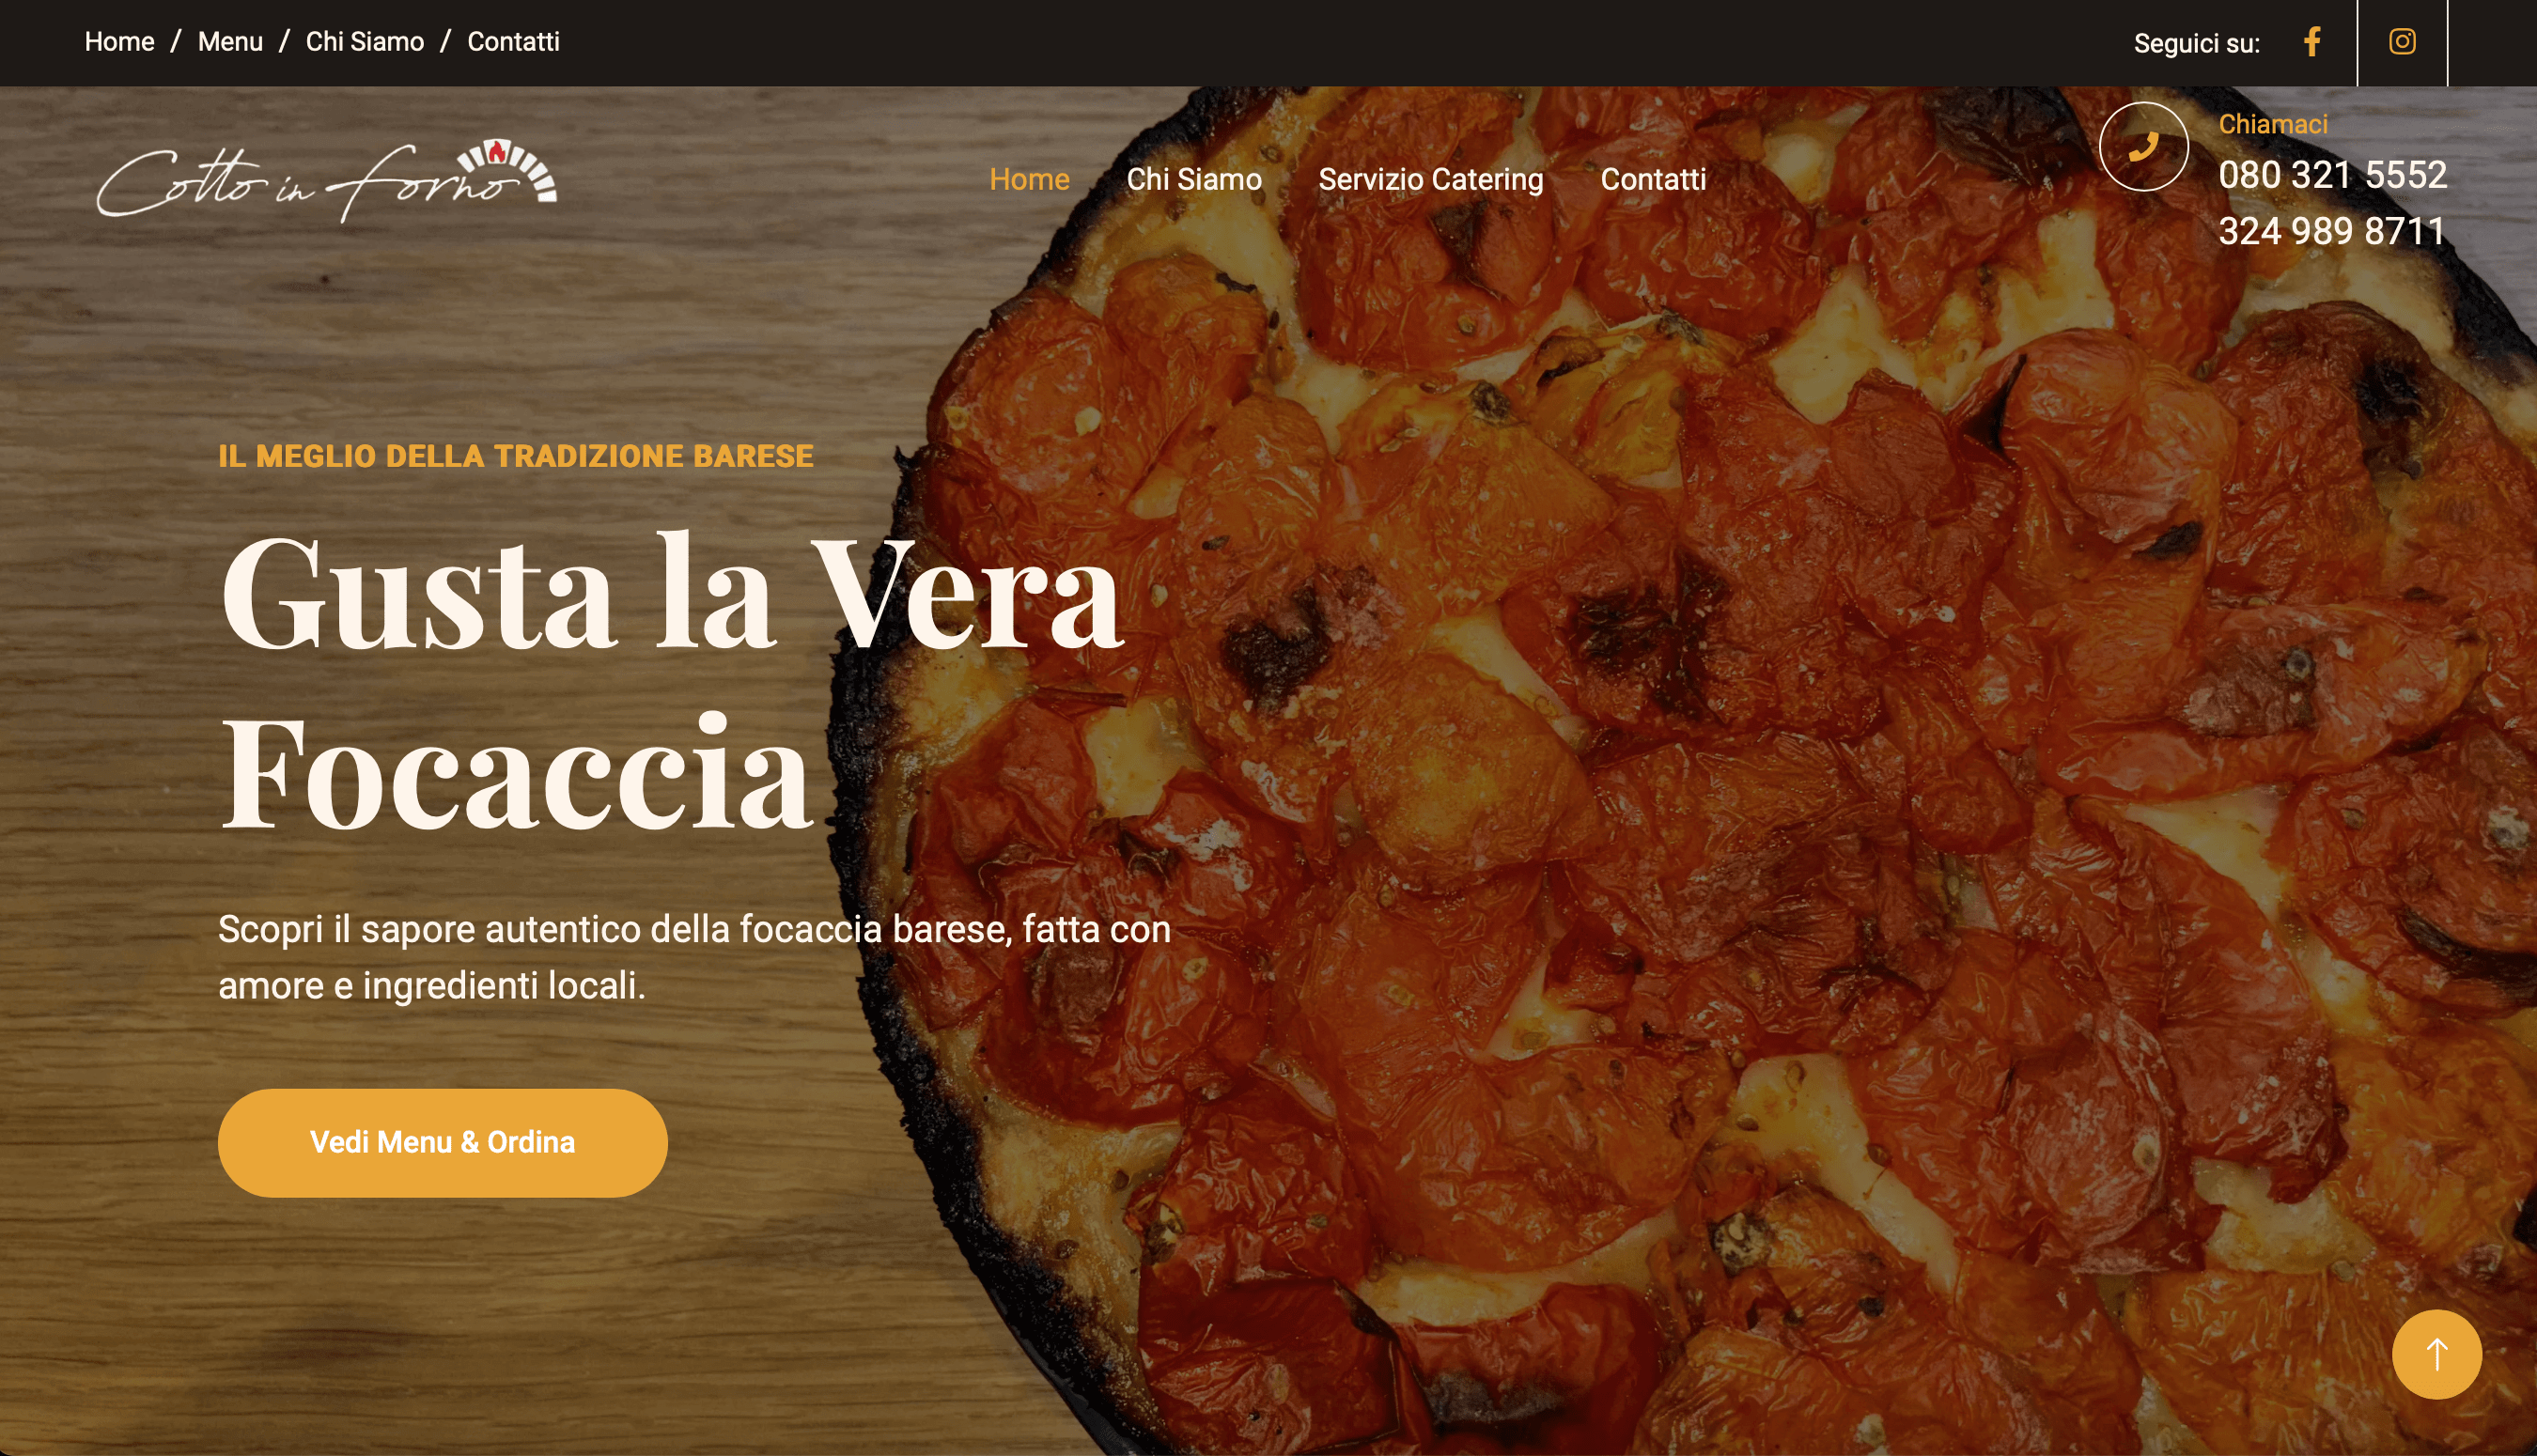 Home / Menu / Chi Siamo / Contatti
Seguici su:
Cotto in forno
Home Chi Siamo Servizio Catering Contatti
Chiamaci
080 321 5552
324 989 8711
IL MEGLIO DELLA TRADIZIONE BARESE
Gusta la Vera
Focaccia
Scopri il sapore autentico della focaccia barese, fatta con
amore e ingredienti locali.
Vedi Menu & Ordina